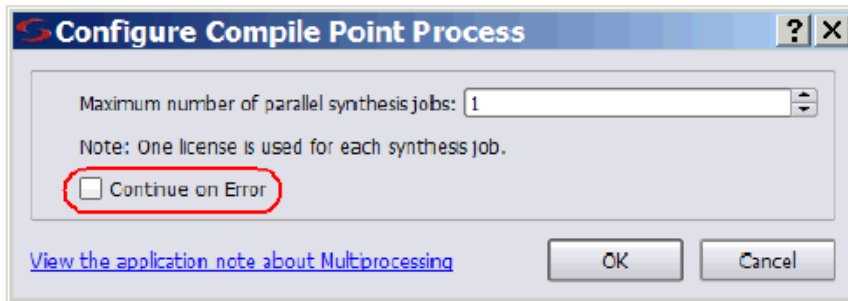 Configure Compile Point Process
Maximum number of parallel synthesis jobs: 1
Note: One license is used for each synthesis job.
Continue on Error
View the application note about Multiprocessing OK Cancel